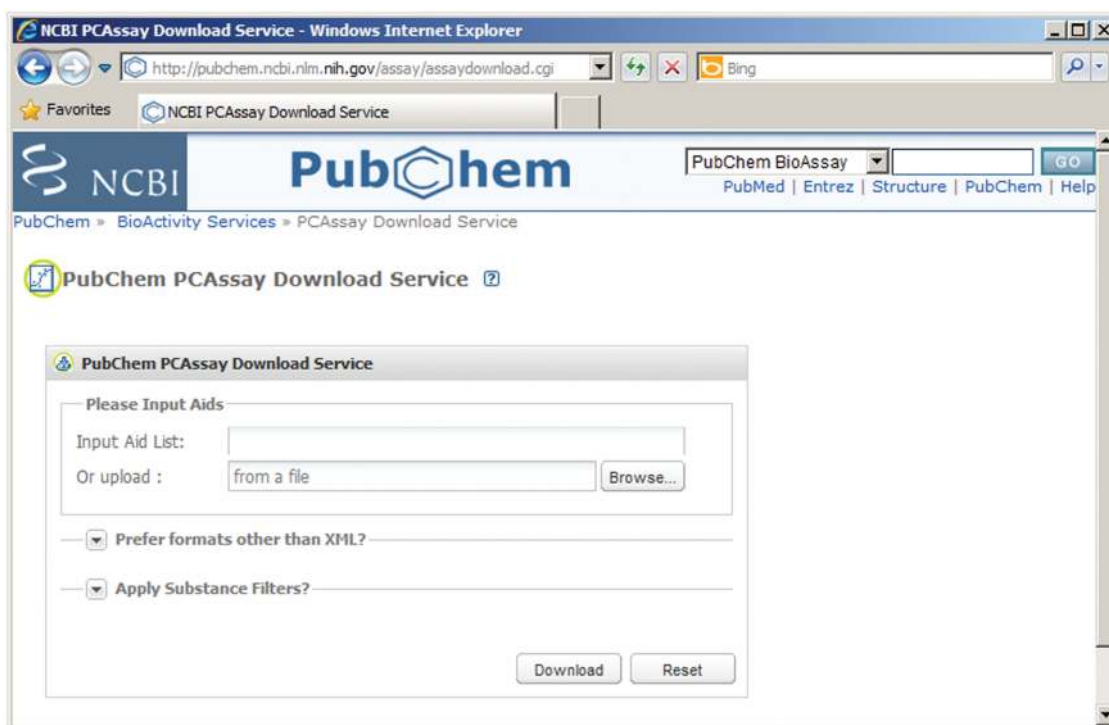 NCBI PCAssay Download Service - Windows Internet Explorer
http://pubchem.ncbi.nlm.nih.gov/assay/assaydownload.cgi
Bing
Favorites
NCBI PCAssay Download Service
NCBI
PubChem
PubChem BioAssay
GO
PubMed | Entrez | Structure | PubChem | Help
PubChem » BioActivity Services » PCAssay Download Service
PubChem PCAssay Download Service ?
PubChem PCAssay Download Service
Please Input Aids
Input Aid List:
Or upload :
from a file
Browse...
Prefer formats other than XML?
Apply Substance Filters?
Download
Reset